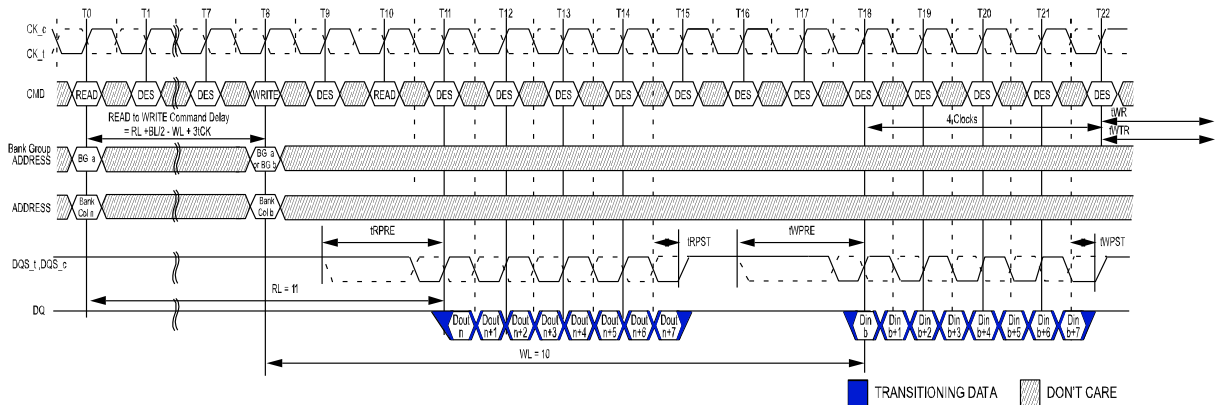 T0 T1 T7 T8 T9 T10 T11 T12 T13 T14 T15 T16 T17 T18 T19 T20 T21 T22
CK_c
CK_t
CMD READ DES DES WRITE DES READ DES DES DES DES DES DES DES DES DES DES DES DES
READ to WRITE Command Delay
= RL +BL/2 - WL + 3tCK
4 Clocks
tWR
tWTR
Bank Group
ADDRESS
BG a
BG a
or BG b
ADDRESS
Bank
Col n
Bank
Col b
tRPRE tRPST tWPRE tWPST
DQS_t ,DQS_c
RL = 11
DQ
Dout
n
Dout
n+1
Dout
n+2
Dout
n+3
Dout
n+4
Dout
n+5
Dout
n+6
Dout
n+7
Din
b
Din
b+1
Din
b+2
Din
b+3
Din
b+4
Din
b+5
Din
b+6
Din
b+7
WL = 10
TRANSITIONING DATA DON'T CARE